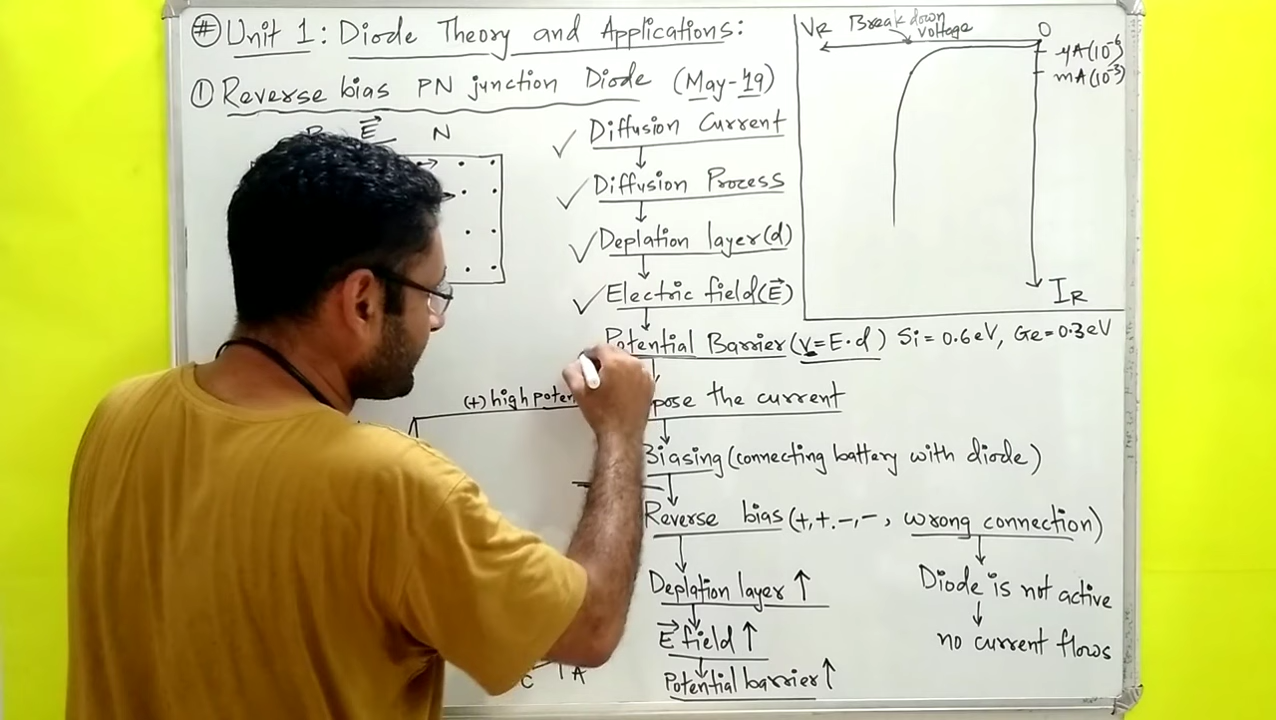 # Unit 1: Diode Theory and Applications:
① Reverse bias PN junction Diode (May-19)
E N
Diffusion Current
Diffusion Process
Deplation layer(d)
Electric field(E)
Potential Barrier (V=E·d) Si = 0.6eV, Ge = 0.3eV
(+) high poten
pose the current
Biasing (connecting battery with diode)
Reverse bias (+,+.-,-, wrong connection)
Deplation layer ↑
E field ↑
Potential barrier ↑
Diode is not active
no current flows
C A
VR Breakdown voltage O
μA(10⁻⁶)
mA(10⁻³)
IR